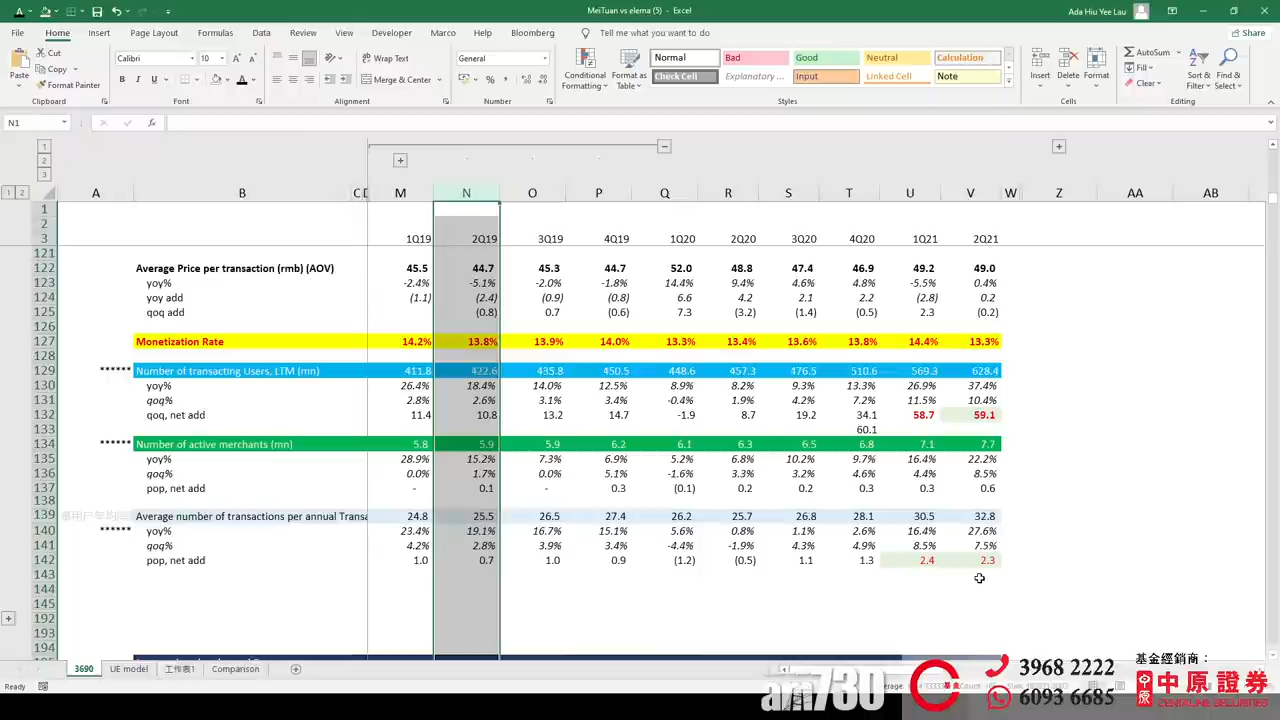 MeiTuan vs elema (5) - Excel
Ada Hiu Yee Lau
File Home Insert Page Layout Formulas Data Review View Developer Marco Help Bloomberg Tell me what you want to do Share
Paste Cut Copy Format Painter Calibri 10 B I U A Wrap Text Merge & Center General % Conditional Formatting Format as Table Normal Bad Good Neutral Calculation Check Cell Explanatory ... Input Linked Cell Note Insert Delete Format AutoSum Fill Clear Sort & Filter Find & Select
Clipboard Font Alignment Number Styles Cells Editing
N1
1
2
3
1 2 A B C M N O P Q R S T U V W Z AA AB
1
2
3 1Q19 2Q19 3Q19 4Q19 1Q20 2Q20 3Q20 4Q20 1Q21 2Q21
121
122 Average Price per transaction (rmb) (AOV) 45.5 44.7 45.3 44.7 52.0 48.8 47.4 46.9 49.2 49.0
123 yoy% -2.4% -5.1% -2.0% -1.8% 14.4% 9.4% 4.6% 4.8% -5.5% 0.4%
124 yoy add (1.1) (2.4) (0.9) (0.8) 6.6 4.2 2.1 2.2 (2.8) 0.2
125 qoq add (0.8) 0.7 (0.6) 7.3 (3.2) (1.4) (0.5) 2.3 (0.2)
126
127 Monetization Rate 14.2% 13.8% 13.9% 14.0% 13.3% 13.4% 13.6% 13.8% 14.4% 13.3%
128
129 ****** Number of transacting Users, LTM (mn) 411.8 422.6 435.8 450.5 448.6 457.3 476.5 510.6 569.3 628.4
130 yoy% 26.4% 18.4% 14.0% 12.5% 8.9% 8.2% 9.3% 13.3% 26.9% 37.4%
131 qoq% 2.8% 2.6% 3.1% 3.4% -0.4% 1.9% 4.2% 7.2% 11.5% 10.4%
132 qoq, net add 11.4 10.8 13.2 14.7 -1.9 8.7 19.2 34.1 58.7 59.1
133 60.1
134 ****** Number of active merchants (mn) 5.8 5.9 5.9 6.2 6.1 6.3 6.5 6.8 7.1 7.7
135 yoy% 28.9% 15.2% 7.3% 6.9% 5.2% 6.8% 10.2% 9.7% 16.4% 22.2%
136 qoq% 0.0% 1.7% 0.0% 5.1% -1.6% 3.3% 3.2% 4.6% 4.4% 8.5%
137 pop, net add - 0.1 - 0.3 (0.1) 0.2 0.2 0.3 0.3 0.6
138
139 Average number of transactions per annual Transa 24.8 25.5 26.5 27.4 26.2 25.7 26.8 28.1 30.5 32.8
140 ****** yoy% 23.4% 19.1% 16.7% 15.1% 5.6% 0.8% 1.1% 2.6% 16.4% 27.6%
141 qoq% 4.2% 2.8% 3.9% 3.4% -4.4% -1.9% 4.3% 4.9% 8.5% 7.5%
142 pop, net add 1.0 0.7 1.0 0.9 (1.2) (0.5) 1.1 1.3 2.4 2.3
143
144
145
192
193
194
3690 UE model 工作表1 Comparison
Ready
am730
3968 2222
6093 6685
基金經銷商：
中原證券
CENTALINE SECURITIES